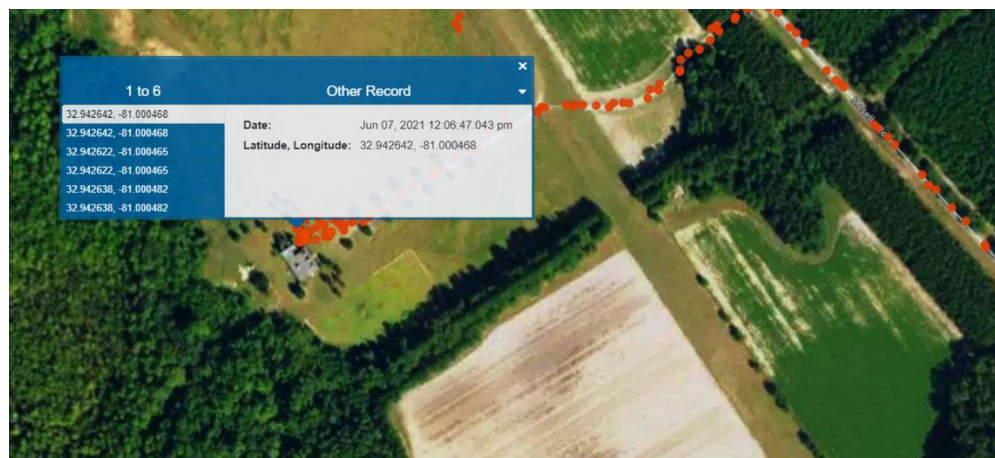 1 to 6
Other Record
32.942642, -81.000468
32.942642, -81.000468
32.942622, -81.000465
32.942622, -81.000465
32.942638, -81.000482
32.942638, -81.000482
Date: Jun 07, 2021 12:06:47.043 pm
Latitude, Longitude: 32.942642, -81.000468